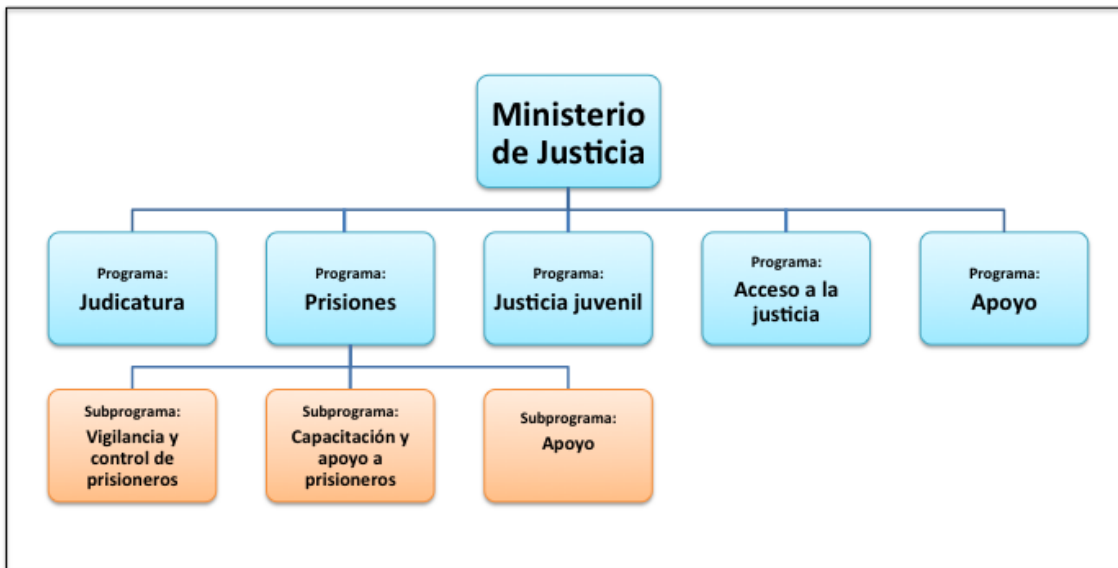 Ministerio
de Justicia
Programa:
Judicatura
Programa:
Prisiones
Programa:
Justicia juvenil
Programa:
Acceso a la
justicia
Programa:
Apoyo
Subprograma:
Vigilancia y
control de
prisioneros
Subprograma:
Capacitación y
apoyo a
prisioneros
Subprograma:
Apoyo